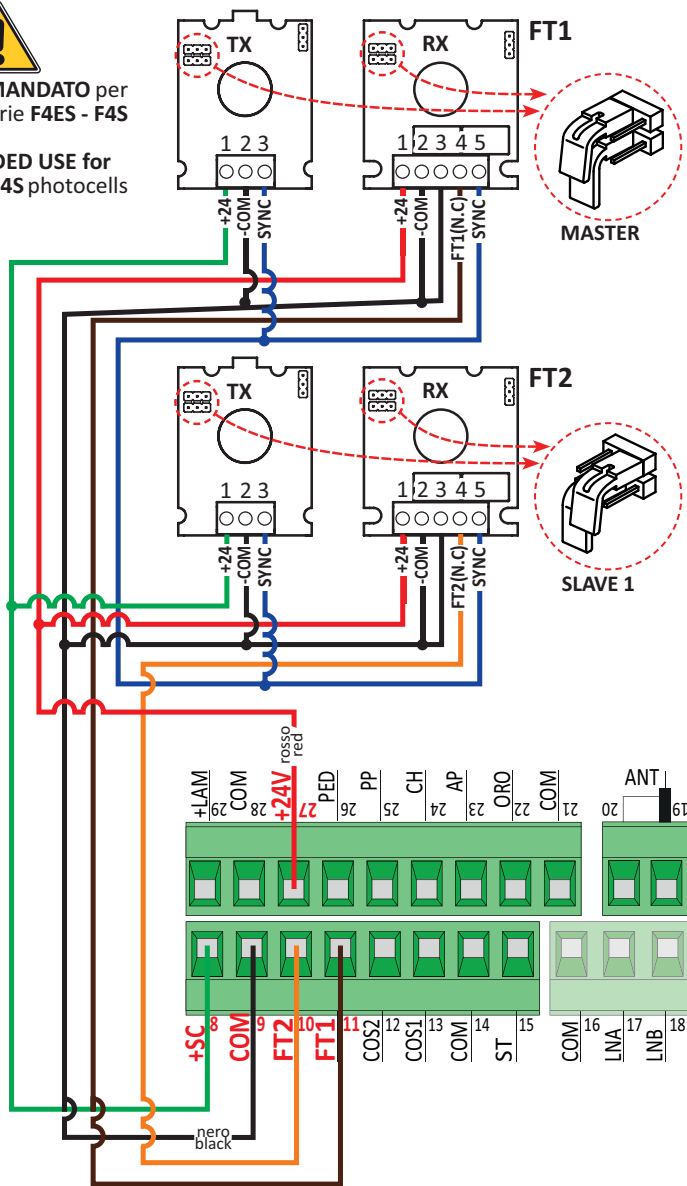 !
MANDATO per
rie F4ES - F4S
DED USE for
4S photocells
TX
RX
FT1
1 2 3
1 2 3 4 5
+24
-COM
SYNC
+24
-COM
FT1(N.C)
SYNC
MASTER
TX
RX
FT2
1 2 3
1 2 3 4 5
+24
-COM
SYNC
+24
-COM
FT2(N.C)
SYNC
SLAVE 1
rosso
red
+LAM 29
COM 28
+24V 27
PED 26
PP 25
CH 24
AP 23
ORO 22
COM 21
ANT
20
19
+SC 8
COM 9
FT2 10
FT1 11
COS2 12
COS1 13
COM 14
ST 15
COM 16
LNA 17
LNB 18
nero
black